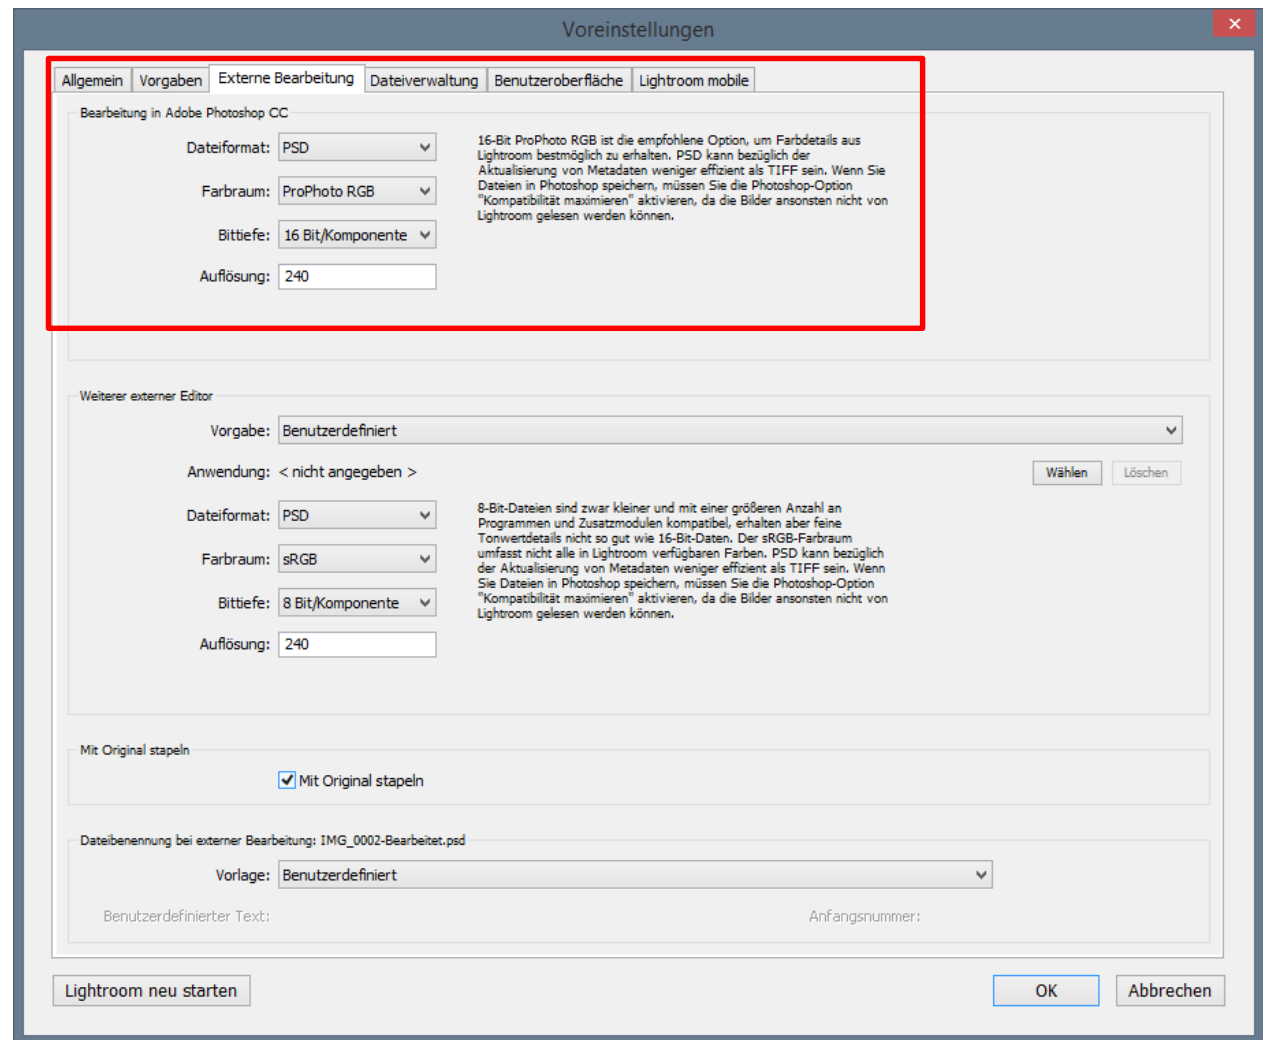 Voreinstellungen
Allgemein Vorgaben Externe Bearbeitung Dateiverwaltung Benutzeroberfläche Lightroom mobile
Bearbeitung in Adobe Photoshop CC
Dateiformat: PSD
Farbraum: ProPhoto RGB
Bittiefe: 16 Bit/Komponente
Auflösung: 240
16-Bit ProPhoto RGB ist die empfohlene Option, um Farbdetails aus
Lightroom bestmöglich zu erhalten. PSD kann bezüglich der
Aktualisierung von Metadaten weniger effizient als TIFF sein. Wenn Sie
Dateien in Photoshop speichern, müssen Sie die Photoshop-Option
"Kompatibilität maximieren" aktivieren, da die Bilder ansonsten nicht von
Lightroom gelesen werden können.
Weiterer externer Editor
Vorgabe: Benutzerdefiniert
Anwendung: < nicht angegeben >
Wählen Löschen
Dateiformat: PSD
Farbraum: sRGB
Bittiefe: 8 Bit/Komponente
Auflösung: 240
8-Bit-Dateien sind zwar kleiner und mit einer größeren Anzahl an
Programmen und Zusatzmodulen kompatibel, erhalten aber feine
Tonwertdetails nicht so gut wie 16-Bit-Daten. Der sRGB-Farbraum
umfasst nicht alle in Lightroom verfügbaren Farben. PSD kann bezüglich
der Aktualisierung von Metadaten weniger effizient als TIFF sein. Wenn
Sie Dateien in Photoshop speichern, müssen Sie die Photoshop-Option
"Kompatibilität maximieren" aktivieren, da die Bilder ansonsten nicht von
Lightroom gelesen werden können.
Mit Original stapeln
Mit Original stapeln
Dateibenennung bei externer Bearbeitung: IMG_0002-Bearbeitet.psd
Vorlage: Benutzerdefiniert
Benutzerdefinierter Text: Anfangsnummer:
Lightroom neu starten OK Abbrechen